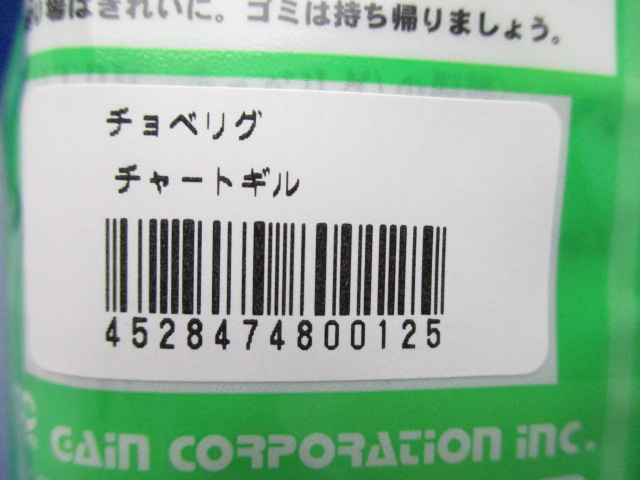 り場はきれいに。ゴミは持ち帰りましょう。
チョベリグ
チャートギル
4528474800125
GAIN CORPORATION INC.